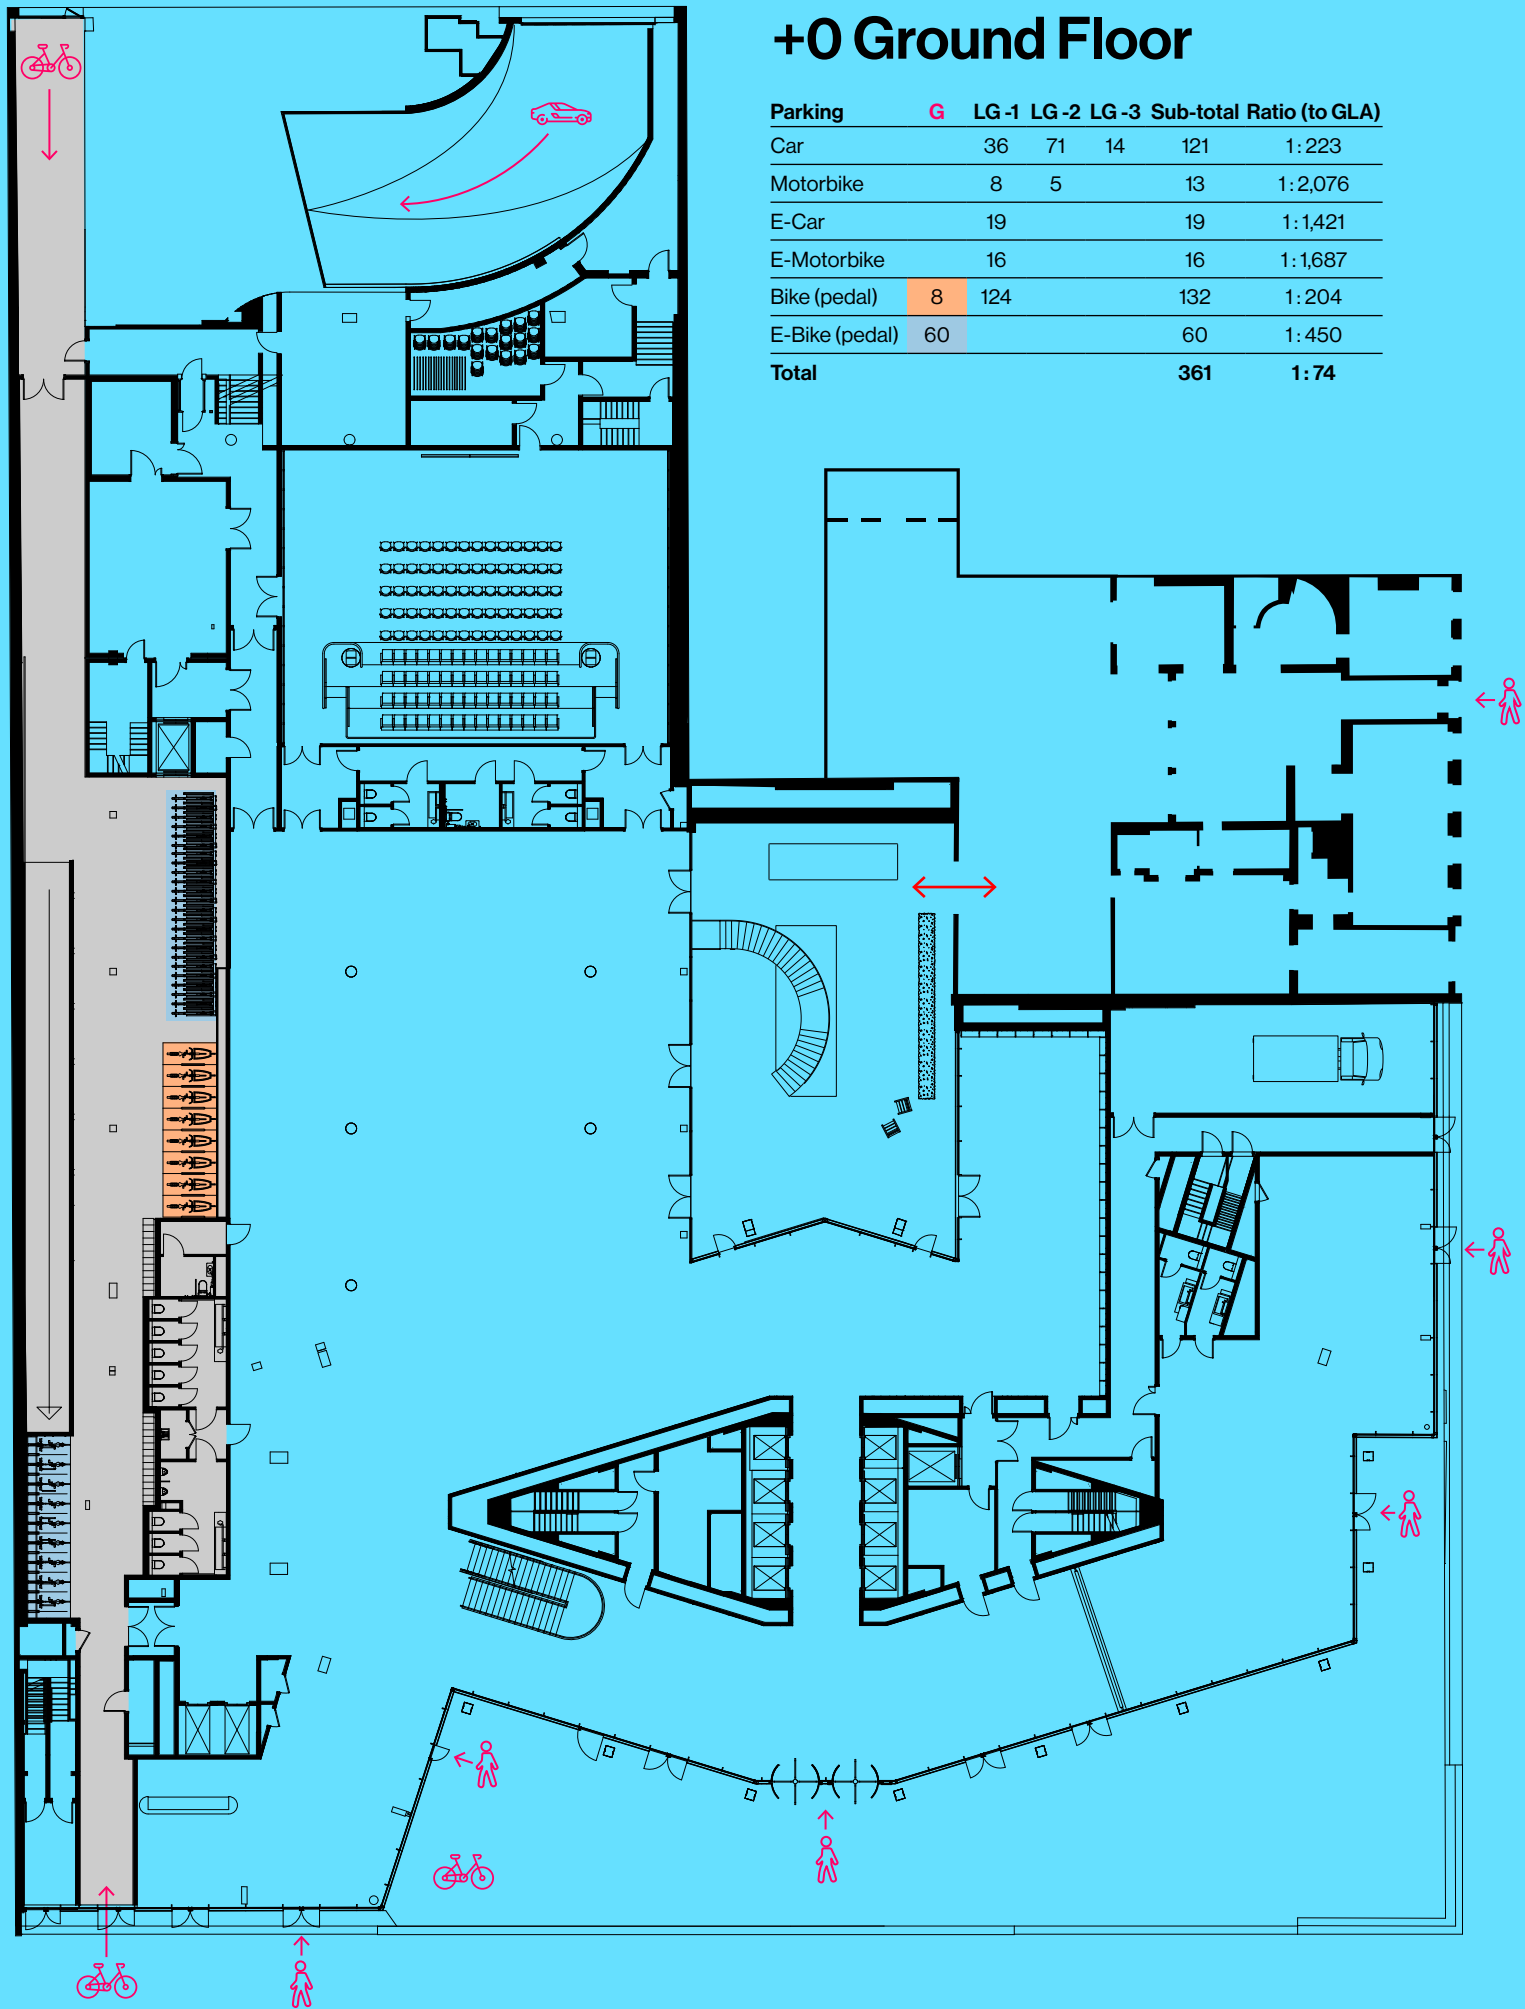 +0 Ground Floor
Parking G LG -1 LG -2 LG -3 Sub-total Ratio (to GLA)
Car 36 71 14 121 1:223
Motorbike 8 5 13 1:2,076
E-Car 19 19 1:1,421
E-Motorbike 16 16 1:1,687
Bike (pedal) 8 124 132 1:204
E-Bike (pedal) 60 60 1:450
Total 361 1:74